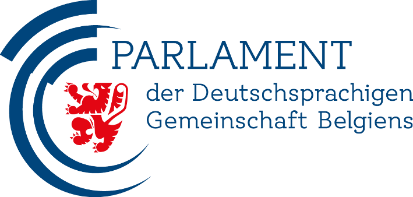 PARLAMENT
der Deutschsprachigen
Gemeinschaft Belgiens